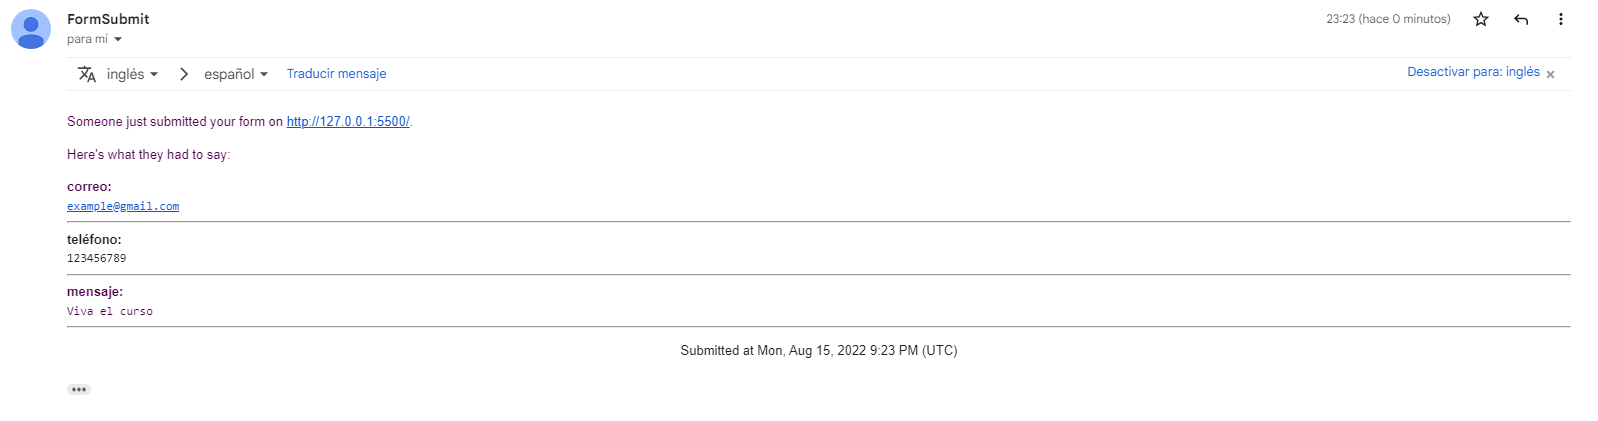 FormSubmit
23:23 (hace 0 minutos)
para mí
inglés
español
Traducir mensaje
Desactivar para: inglés
Someone just submitted your form on http://127.0.0.1:5500/.
Here's what they had to say:
correo:
example@gmail.com
teléfono:
123456789
mensaje:
Viva el curso
Submitted at Mon, Aug 15, 2022 9:23 PM (UTC)